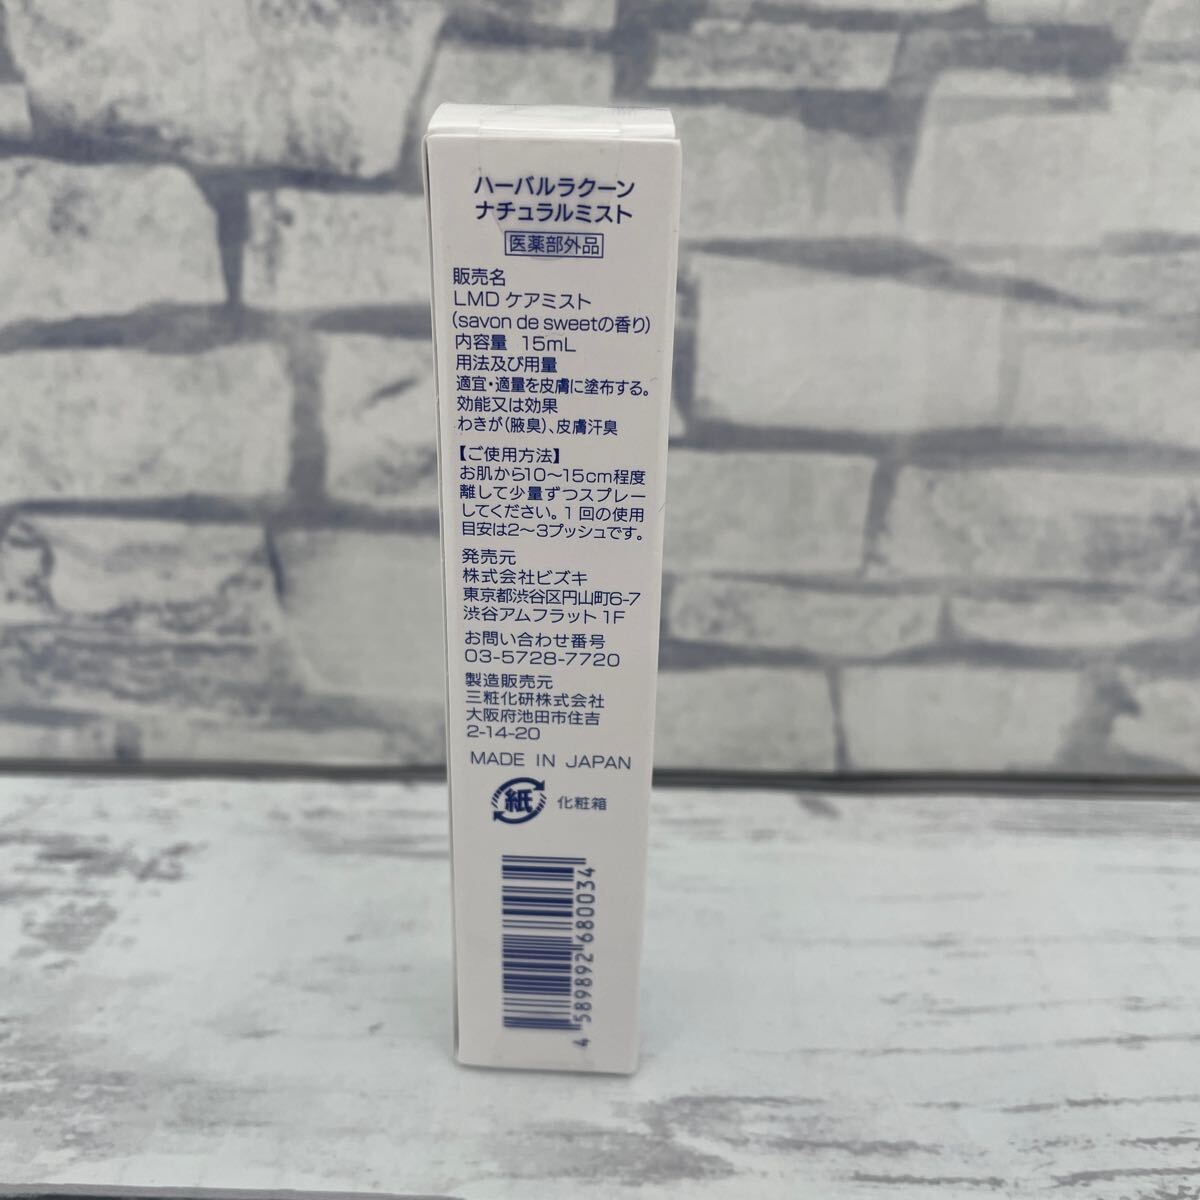 ハーバルラクーン
ナチュラルミスト
医薬部外品
販売名
LMD ケアミスト
(savon de sweetの香り)
内容量 15mL
用法及び用量
適宜・適量を皮膚に塗布する。
効能又は効果
わきが(腋臭)、皮膚汗臭
【ご使用方法】
お肌から10～15cm程度
離して少量ずつスプレー
してください。1回の使用
目安は2～3プッシュです。
発売元
株式会社ビズキ
東京都渋谷区円山町6-7
渋谷アムフラット1F
お問い合わせ番号
03-5728-7720
製造販売元
三粧化研株式会社
大阪府池田市住吉
2-14-20
MADE IN JAPAN
紙 化粧箱
4 589892 680034